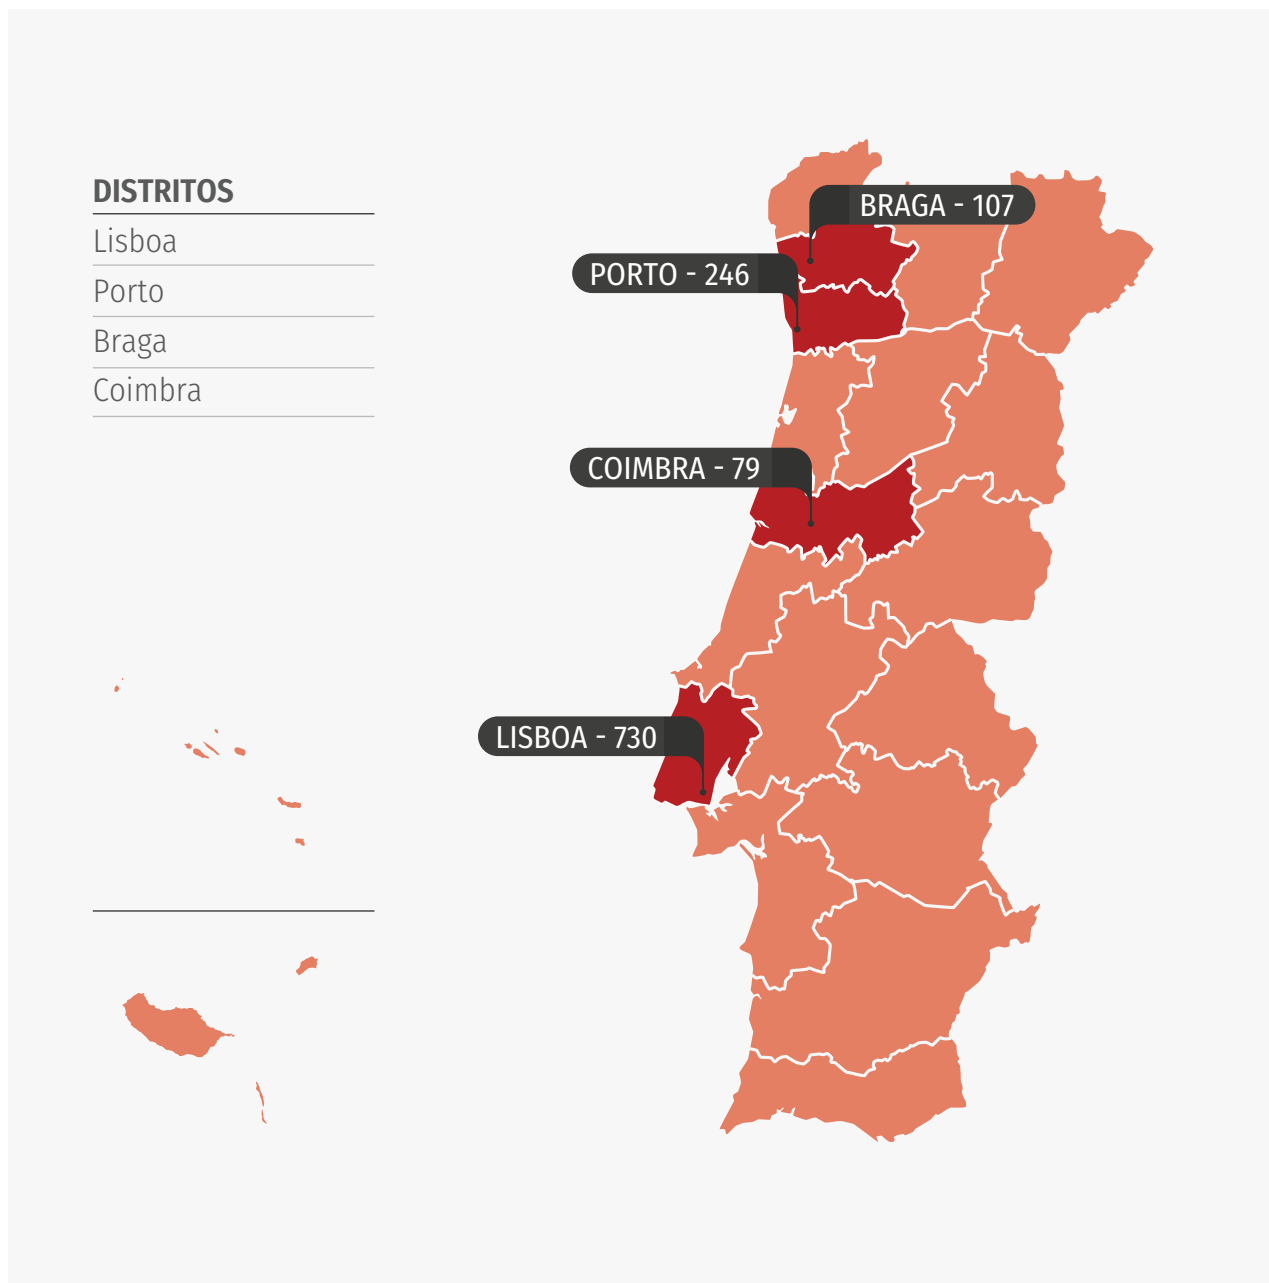 DISTRITOS
Lisboa
Porto
Braga
Coimbra
BRAGA - 107
PORTO - 246
COIMBRA - 79
LISBOA - 730